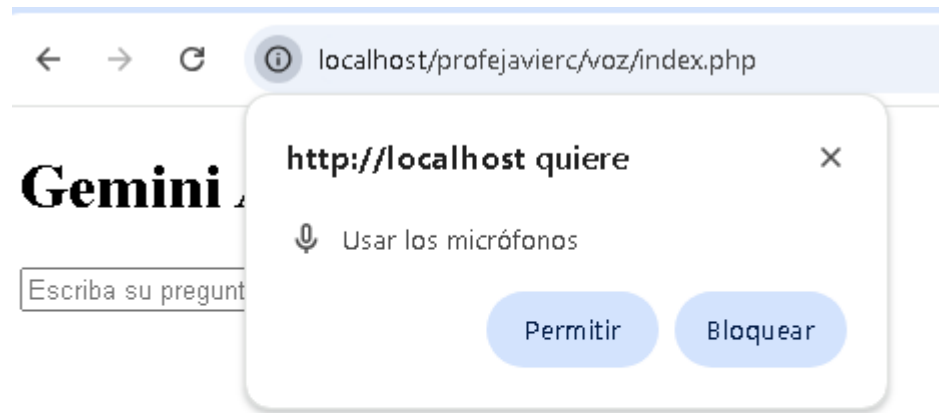 localhost/profejavierc/voz/index.php
http://localhost quiere
Gemini
Usar los micrófonos
Escriba su pregunt
Permitir Bloquear